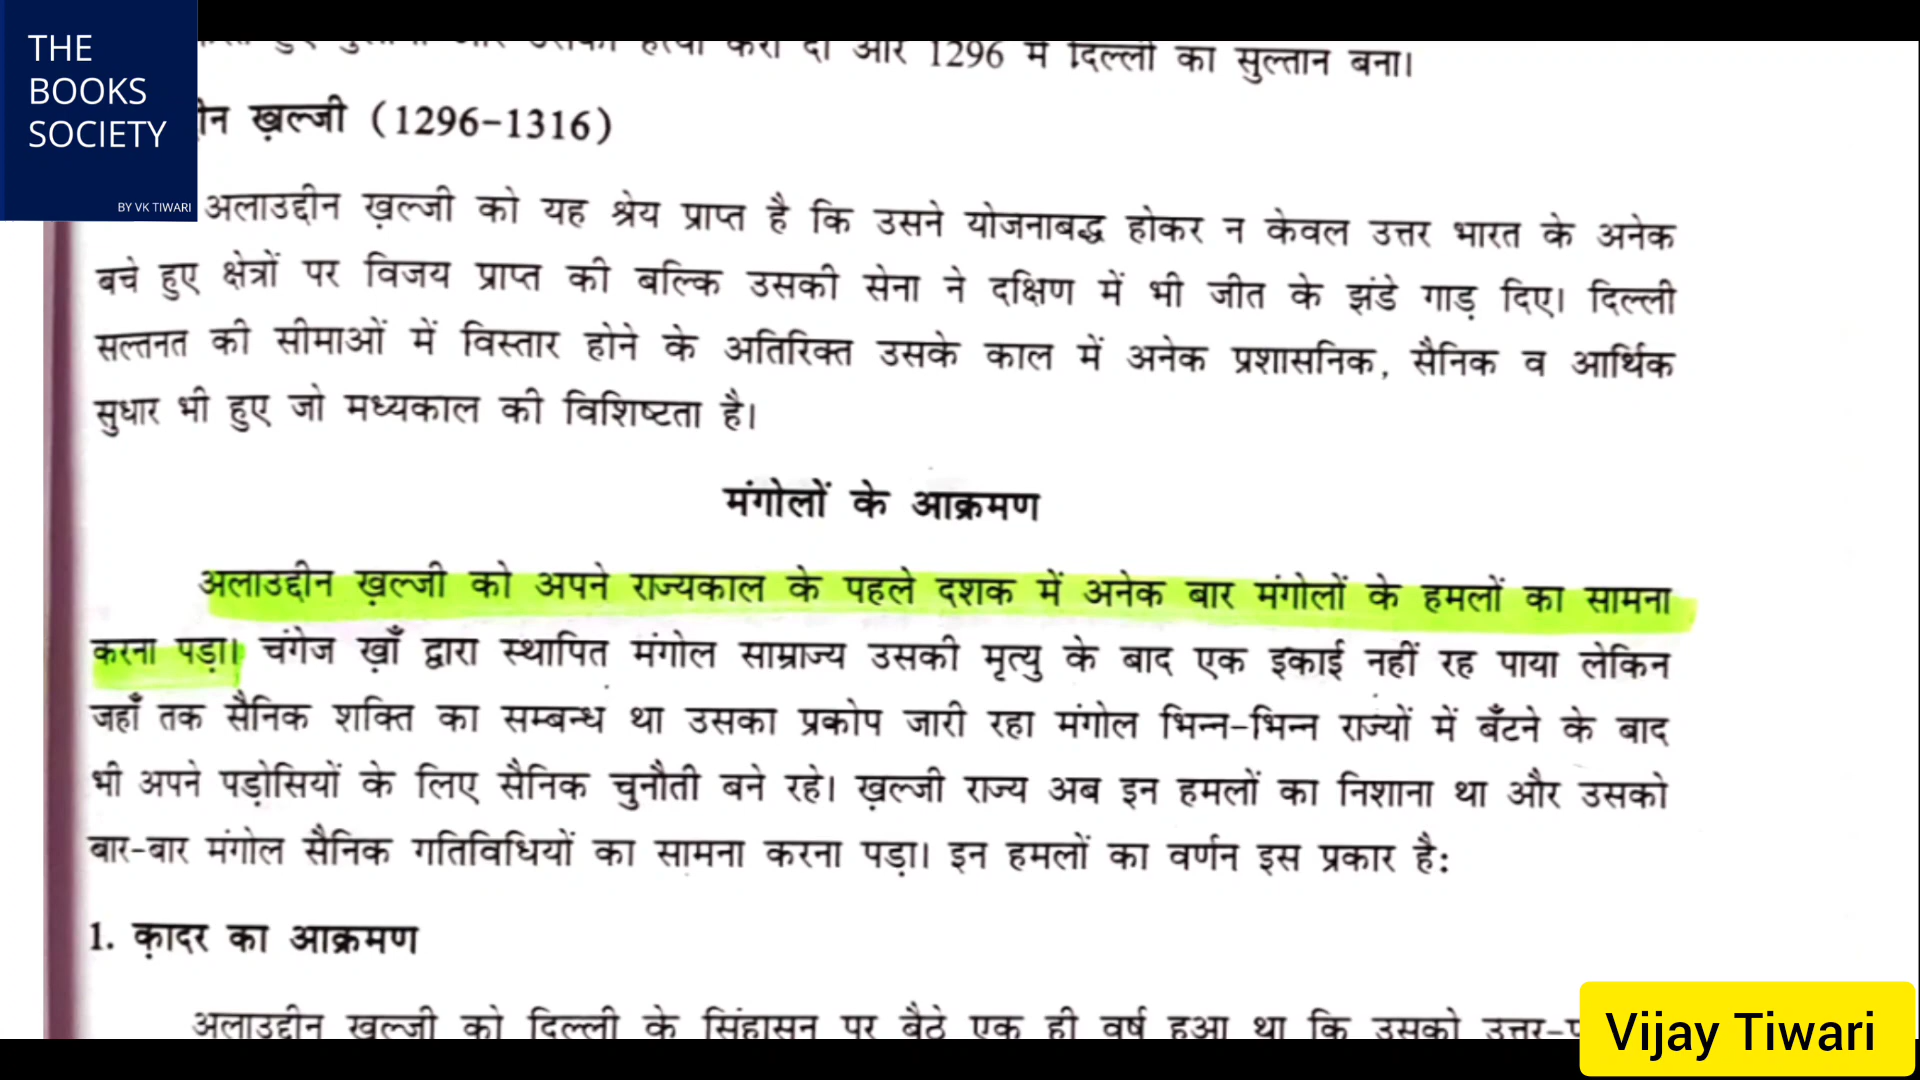 THE
BOOKS
SOCIETY
BY VK TIWARI
हत्या करा दी और 1296 में दिल्ली का सुल्तान बना।
ीन ख़ल्जी (1296-1316)
अलाउद्दीन ख़ल्जी को यह श्रेय प्राप्त है कि उसने योजनाबद्ध होकर न केवल उत्तर भारत के अनेक
बचे हुए क्षेत्रों पर विजय प्राप्त की बल्कि उसकी सेना ने दक्षिण में भी जीत के झंडे गाड़ दिए। दिल्ली
सल्तनत की सीमाओं में विस्तार होने के अतिरिक्त उसके काल में अनेक प्रशासनिक, सैनिक व आर्थिक
सुधार भी हुए जो मध्यकाल की विशिष्टता है।
मंगोलों के आक्रमण
अलाउद्दीन ख़ल्जी को अपने राज्यकाल के पहले दशक में अनेक बार मंगोलों के हमलों का सामना
करना पड़ा। चंगेज ख़ाँ द्वारा स्थापित मंगोल साम्राज्य उसकी मृत्यु के बाद एक इकाई नहीं रह पाया लेकिन
जहाँ तक सैनिक शक्ति का सम्बन्ध था उसका प्रकोप जारी रहा मंगोल भिन्न-भिन्न राज्यों में बँटने के बाद
भी अपने पड़ोसियों के लिए सैनिक चुनौती बने रहे। ख़ल्जी राज्य अब इन हमलों का निशाना था और उसको
बार-बार मंगोल सैनिक गतिविधियों का सामना करना पड़ा। इन हमलों का वर्णन इस प्रकार है:
1. क़ादर का आक्रमण
अलाउद्दीन ख़ल्जी को दिल्ली के सिंहासन पर बैठे एक ही वर्ष हुआ था कि उसको उत्तर-प
Vijay Tiwari